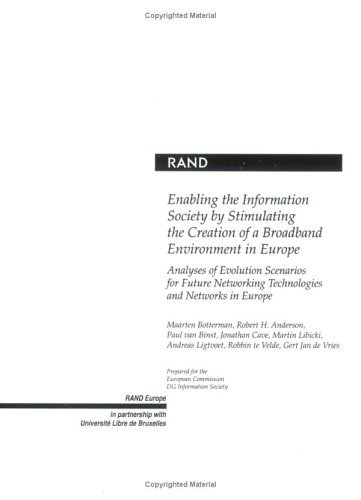 Copyrighted Material
RAND
Enabling the Information
Society by Stimulating
the Creation of a Broadband
Environment in Europe
Analyses of Evolution Scenarios
for Future Networking Technologies
and Networks in Europe
Maarten Botterman, Robert H. Anderson,
Paul van Binst, Jonathan Cave, Martin Libicki,
Andreas Ligtvoet, Robbin te Velde, Gert Jan de Vries
Prepared for the
European Commission
DG Information Society
RAND Europe
in partnership with
Université Libre de Bruxelles
Copyrighted Material